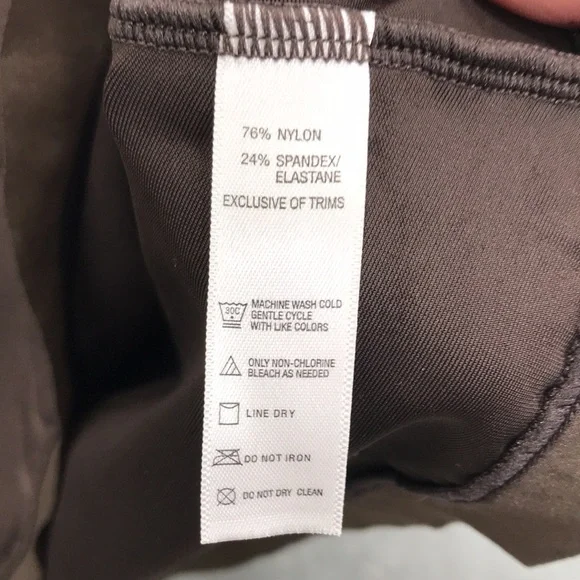 76% NYLON
24% SPANDEX/
ELASTANE
EXCLUSIVE OF TRIMS
30C
MACHINE WASH COLD
GENTLE CYCLE
WITH LIKE COLORS
ONLY NON-CHLORINE
BLEACH AS NEEDED
LINE DRY
DO NOT IRON
DO NOT DRY CLEAN